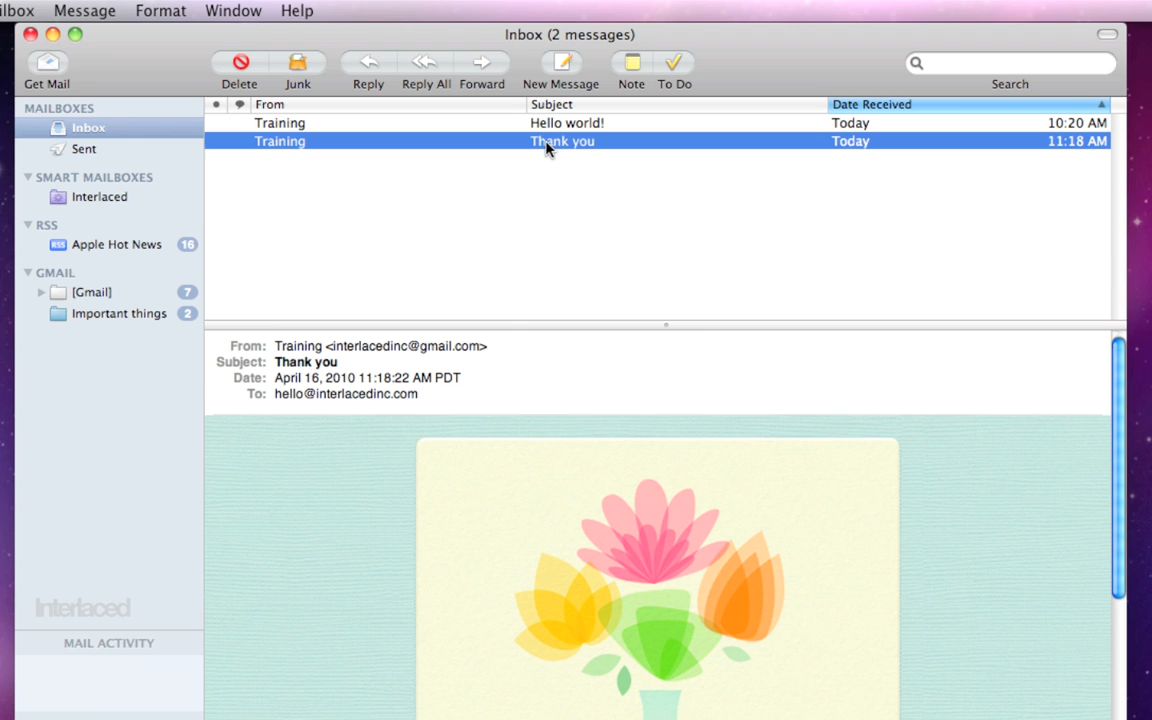 ilbox Message Format Window Help
Inbox (2 messages)
Get Mail Delete Junk Reply Reply All Forward New Message Note To Do Search
MAILBOXES
Inbox
Sent
SMART MAILBOXES
Interlaced
RSS
RSS Apple Hot News 16
GMAIL
[Gmail] 7
Important things 2
Interlaced
MAIL ACTIVITY
From Subject Date Received
Training Hello world! Today 10:20 AM
Training Thank you Today 11:18 AM
From: Training <interlacedinc@gmail.com>
Subject: Thank you
Date: April 16, 2010 11:18:22 AM PDT
To: hello@interlacedinc.com